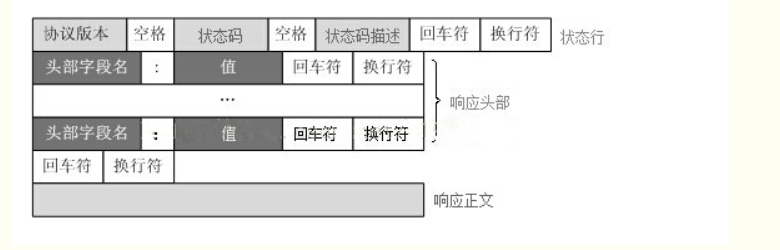 协议版本 空格 状态码 空格 状态码描述 回车符 换行符 状态行
头部字段名 : 值 回车符 换行符
... 响应头部
头部字段名 : 值 回车符 换行符
回车符 换行符
响应正文